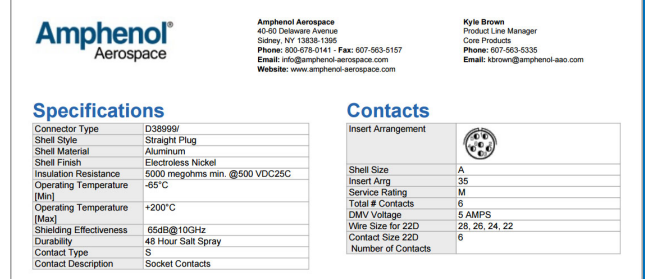 Amphenol®
Aerospace
Amphenol Aerospace
40-60 Delaware Avenue
Sidney, NY 13838-1395
Phone: 800-678-0141 - Fax: 607-563-5157
Email: info@amphenol-aerospace.com
Website: www.amphenol-aerospace.com
Kyle Brown
Product Line Manager
Core Products
Phone: 607-563-5335
Email: kbrown@amphenol-aao.com
Specifications
Connector Type D38999/
Shell Style Straight Plug
Shell Material Aluminum
Shell Finish Electroless Nickel
Insulation Resistance 5000 megohms min. @500 VDC25C
Operating Temperature -65°C
[Min]
Operating Temperature +200°C
[Max]
Shielding Effectiveness 65dB@10GHz
Durability 48 Hour Salt Spray
Contact Type S
Contact Description Socket Contacts
Contacts
Insert Arrangement
Shell Size A
Insert Arrg 35
Service Rating M
Total # Contacts 6
DMV Voltage 5 AMPS
Wire Size for 22D 28, 26, 24, 22
Contact Size 22D 6
Number of Contacts